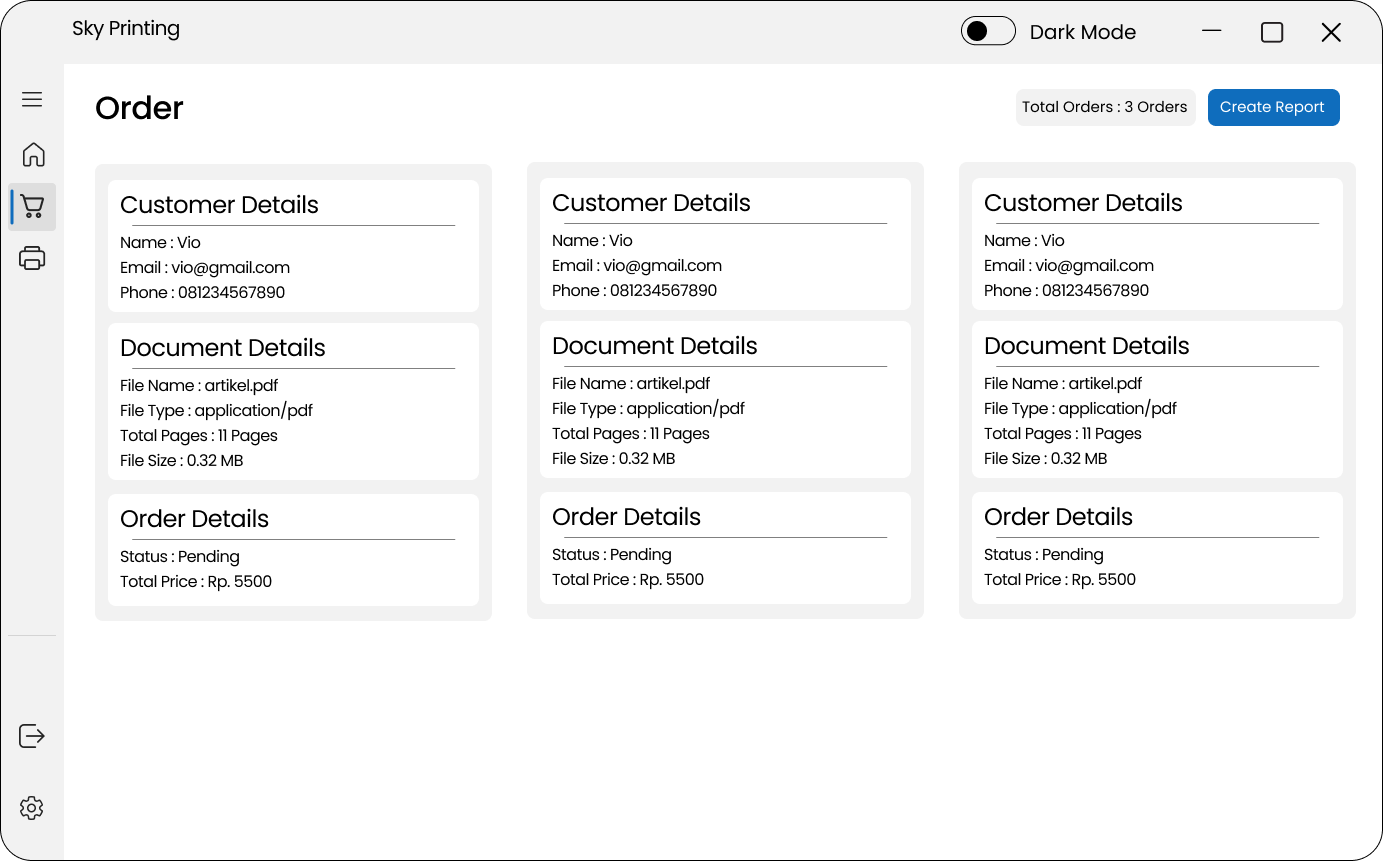 Sky Printing
Dark Mode
Order
Total Orders : 3 Orders
Create Report
Customer Details
Name : Vio
Email : vio@gmail.com
Phone : 081234567890
Document Details
File Name : artikel.pdf
File Type : application/pdf
Total Pages : 11 Pages
File Size : 0.32 MB
Order Details
Status : Pending
Total Price : Rp. 5500
Customer Details
Name : Vio
Email : vio@gmail.com
Phone : 081234567890
Document Details
File Name : artikel.pdf
File Type : application/pdf
Total Pages : 11 Pages
File Size : 0.32 MB
Order Details
Status : Pending
Total Price : Rp. 5500
Customer Details
Name : Vio
Email : vio@gmail.com
Phone : 081234567890
Document Details
File Name : artikel.pdf
File Type : application/pdf
Total Pages : 11 Pages
File Size : 0.32 MB
Order Details
Status : Pending
Total Price : Rp. 5500